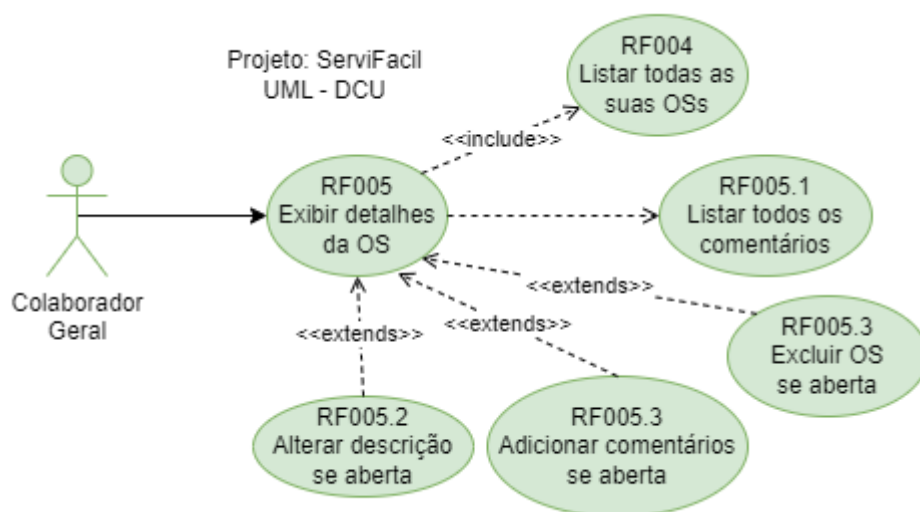 Projeto: ServiFacil
UML - DCU
RF004
Listar todas as
suas OSs
<<include>>
RF005
Exibir detalhes
da OS
RF005.1
Listar todos os
comentários
Colaborador
Geral
<<extends>>
<<extends>>
<<extends>>
RF005.3
Excluir OS
se aberta
RF005.2
Alterar descrição
se aberta
RF005.3
Adicionar comentários
se aberta